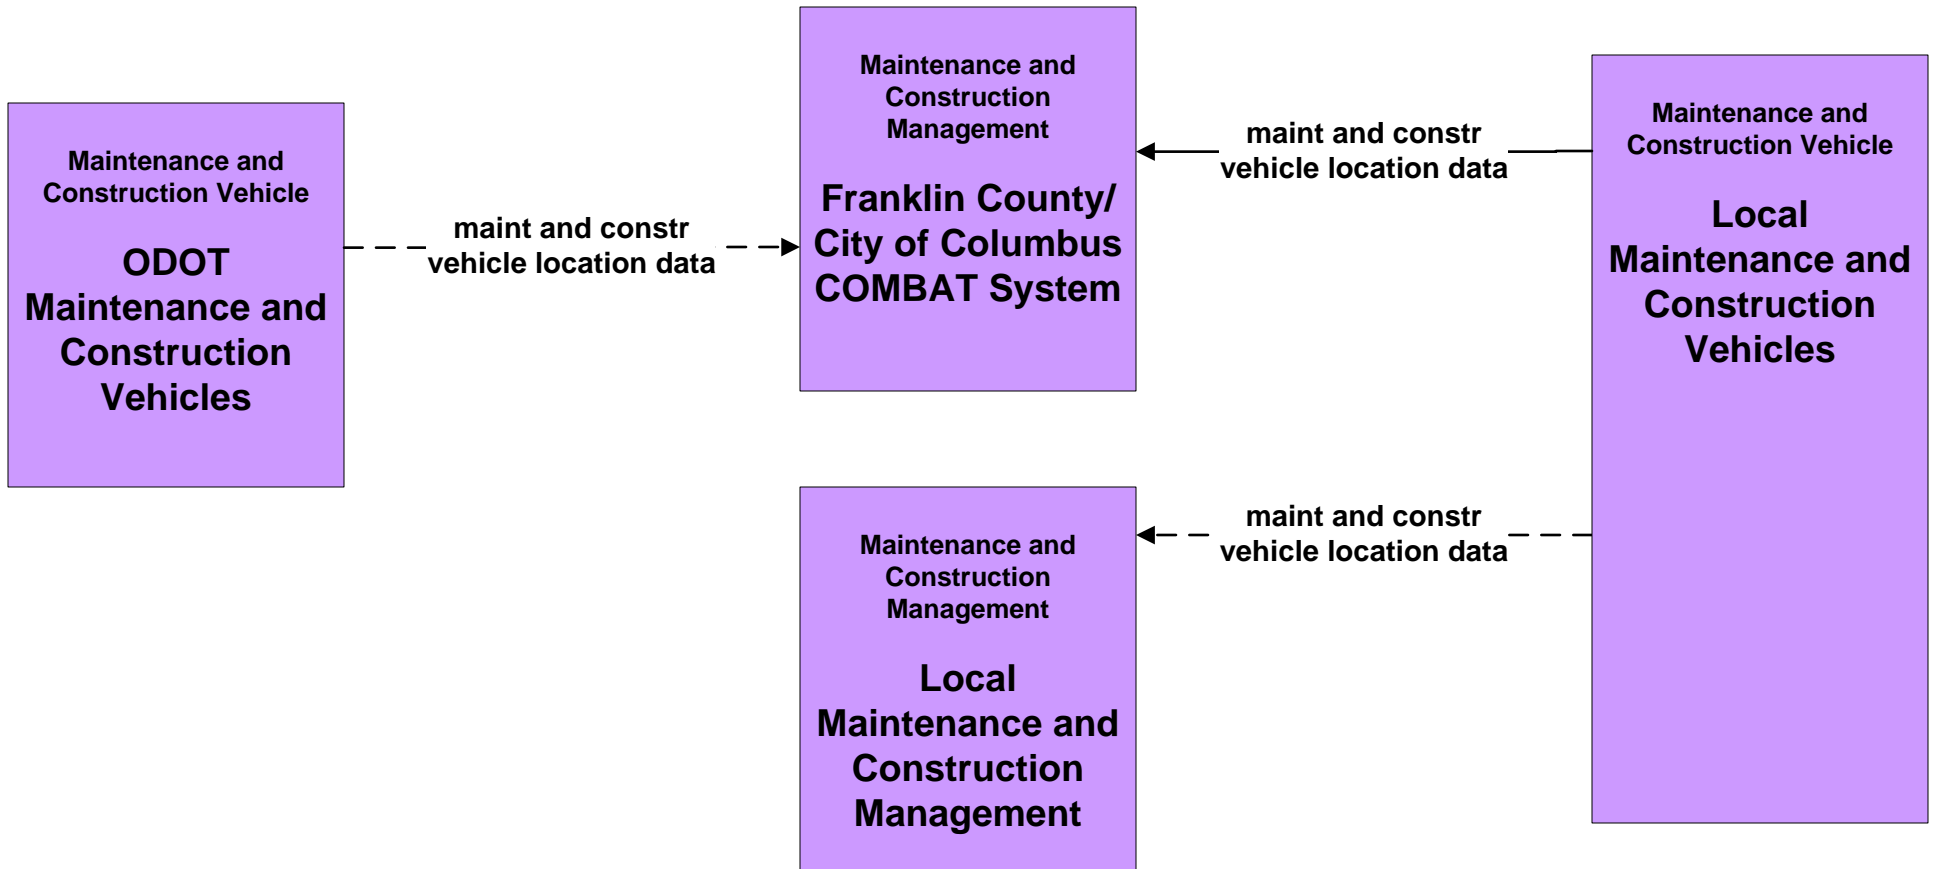 Maintenance and
Construction Vehicle
ODOT
Maintenance and
Construction
Vehicles
maint and constr
vehicle location data
Maintenance and
Construction
Management
Franklin County/
City of Columbus
COMBAT System
maint and constr
vehicle location data
Maintenance and
Construction Vehicle
Local
Maintenance and
Construction
Vehicles
Maintenance and
Construction
Management
Local
Maintenance and
Construction
Management
maint and constr
vehicle location data